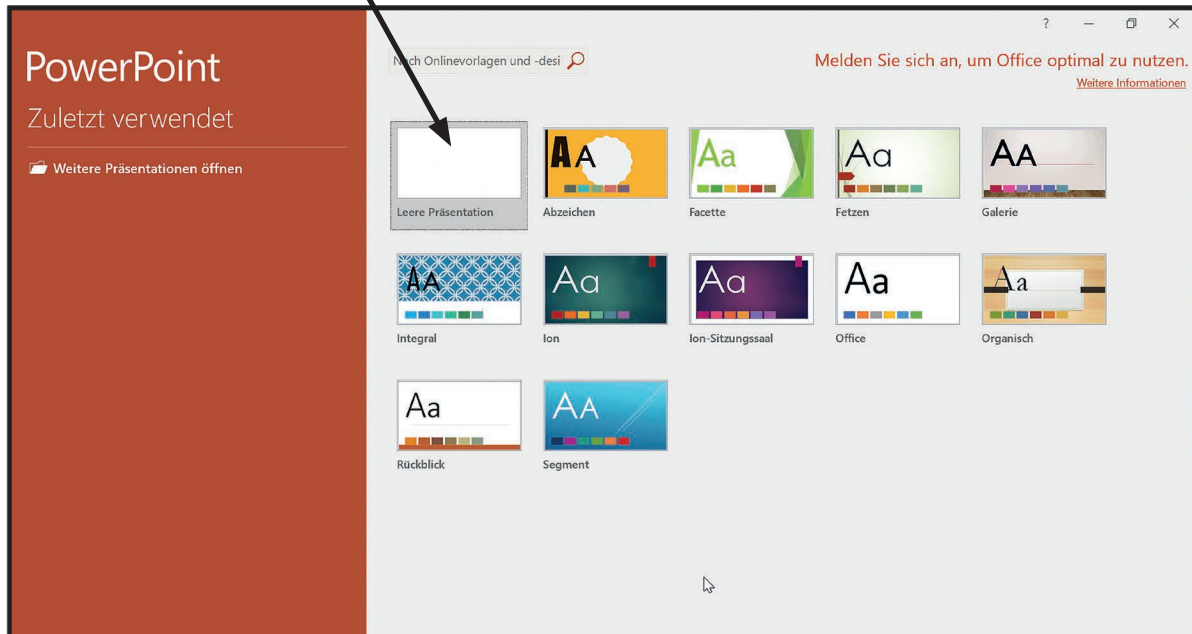 PowerPoint
Zuletzt verwendet
Weitere Präsentationen öffnen
?
Nach Onlinevorlagen und -desi
Melden Sie sich an, um Office optimal zu nutzen.
Weitere Informationen
Aa Aa Aa Aa
Leere Präsentation Abzeichen Facette Fetzen Galerie
Aa Aa Aa Aa Aa
Integral Ion Ion-Sitzungssaal Office Organisch
Aa Aa
Rückblick Segment